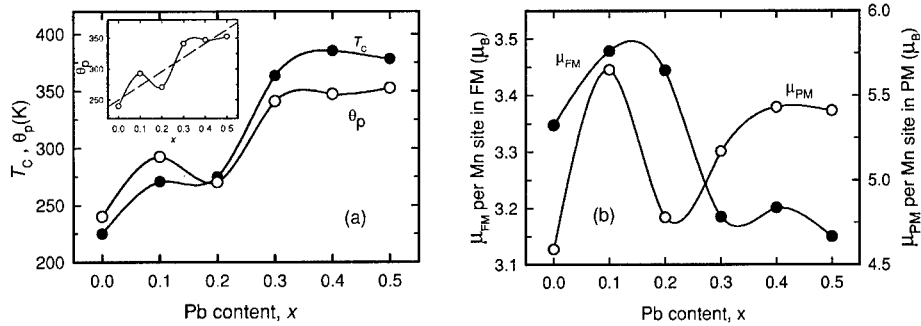 400
375
350
325
300
275
250
225
200
T_c , θ_p(K)
350
300
250
θ_p
0.0 0.1 0.2 0.3 0.4 0.5
x
T_c
θ_p
(a)
0.0 0.1 0.2 0.3 0.4 0.5
Pb content, x
3.5
3.4
3.3
3.2
3.1
μ_FM per Mn site in FM (μ_B)
μ_FM
μ_PM
(b)
0.0 0.1 0.2 0.3 0.4 0.5
Pb content, x
6.0
5.5
5.0
4.5
μ_PM per Mn site in PM (μ_B)